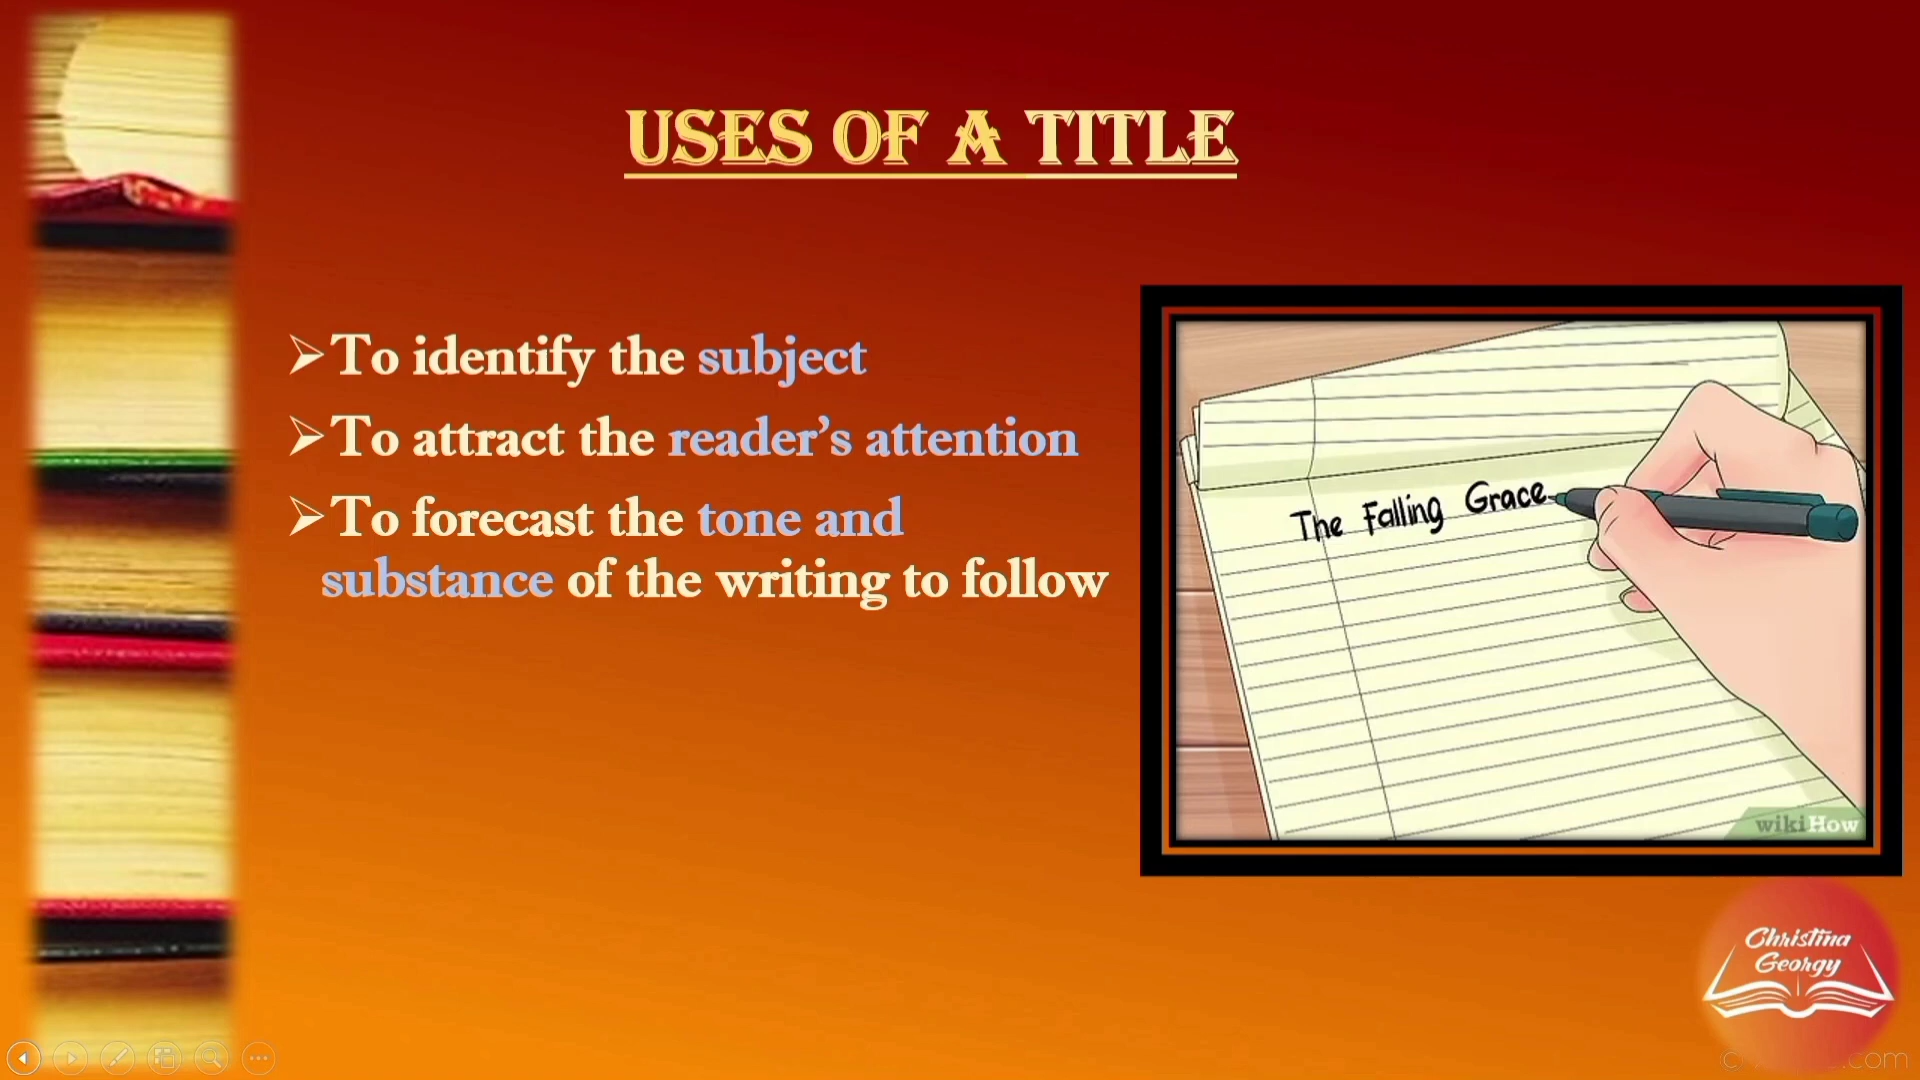 USES OF A TITLE
➢To identify the subject
➢To attract the reader's attention
➢To forecast the tone and
substance of the writing to follow
The Falling Grace
wikiHow
Christina
Georgy